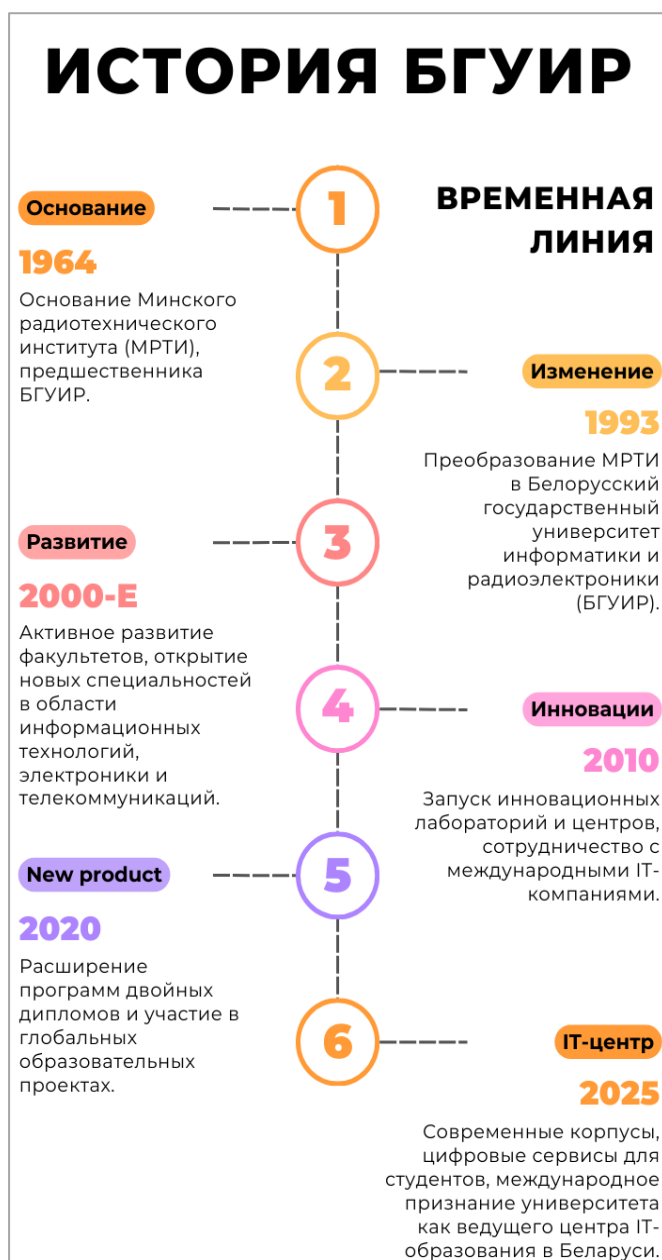 ИСТОРИЯ БГУИР
ВРЕМЕННАЯ
ЛИНИЯ
1
Основание
1964
Основание Минского
радиотехнического
института (МРТИ),
предшественника
БГУИР.
2
Изменение
1993
Преобразование МРТИ
в Белорусский
государственный
университет
информатики и
радиоэлектроники
(БГУИР).
3
Развитие
2000-Е
Активное развитие
факультетов, открытие
новых специальностей
в области
информационных
технологий,
электроники и
телекоммуникаций.
4
Инновации
2010
Запуск инновационных
лабораторий и центров,
сотрудничество с
международными IT-
компаниями.
5
New product
2020
Расширение
программ двойных
дипломов и участие в
глобальных
образовательных
проектах.
6
IT-центр
2025
Современные корпусы,
цифровые сервисы для
студентов, международное
признание университета
как ведущего центра IT-
образования в Беларуси.